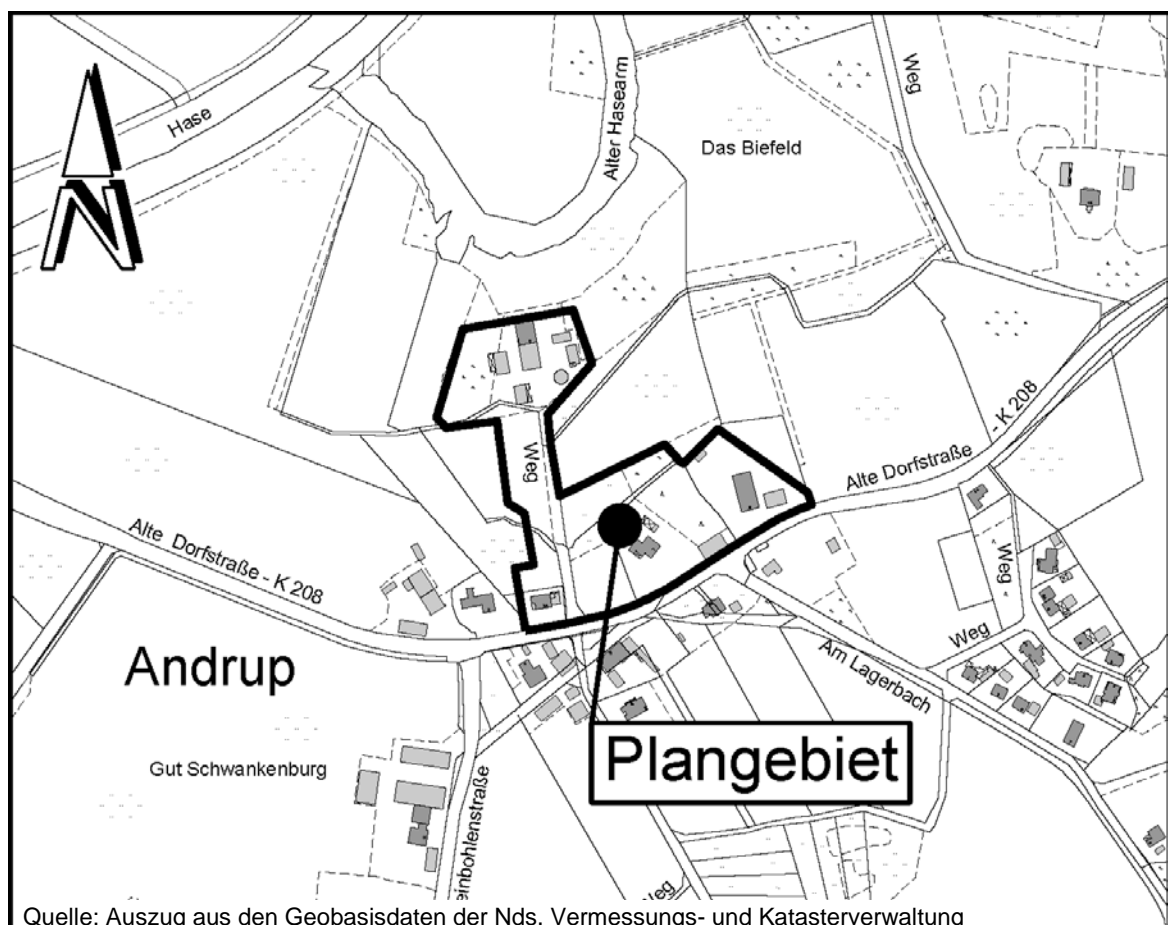 N
Hase
Alter Hasearm
Weg
Das Biefeld
Weg
Alte Dorfstraße - K 208
Alte Dorfstraße - K 208
Weg
Weg
Am Lagerbach
Andrup
Gut Schwankenburg
Plangebiet
Quelle: Auszug aus den Geobasisdaten der Nds. Vermessungs- und Katasterverwaltung